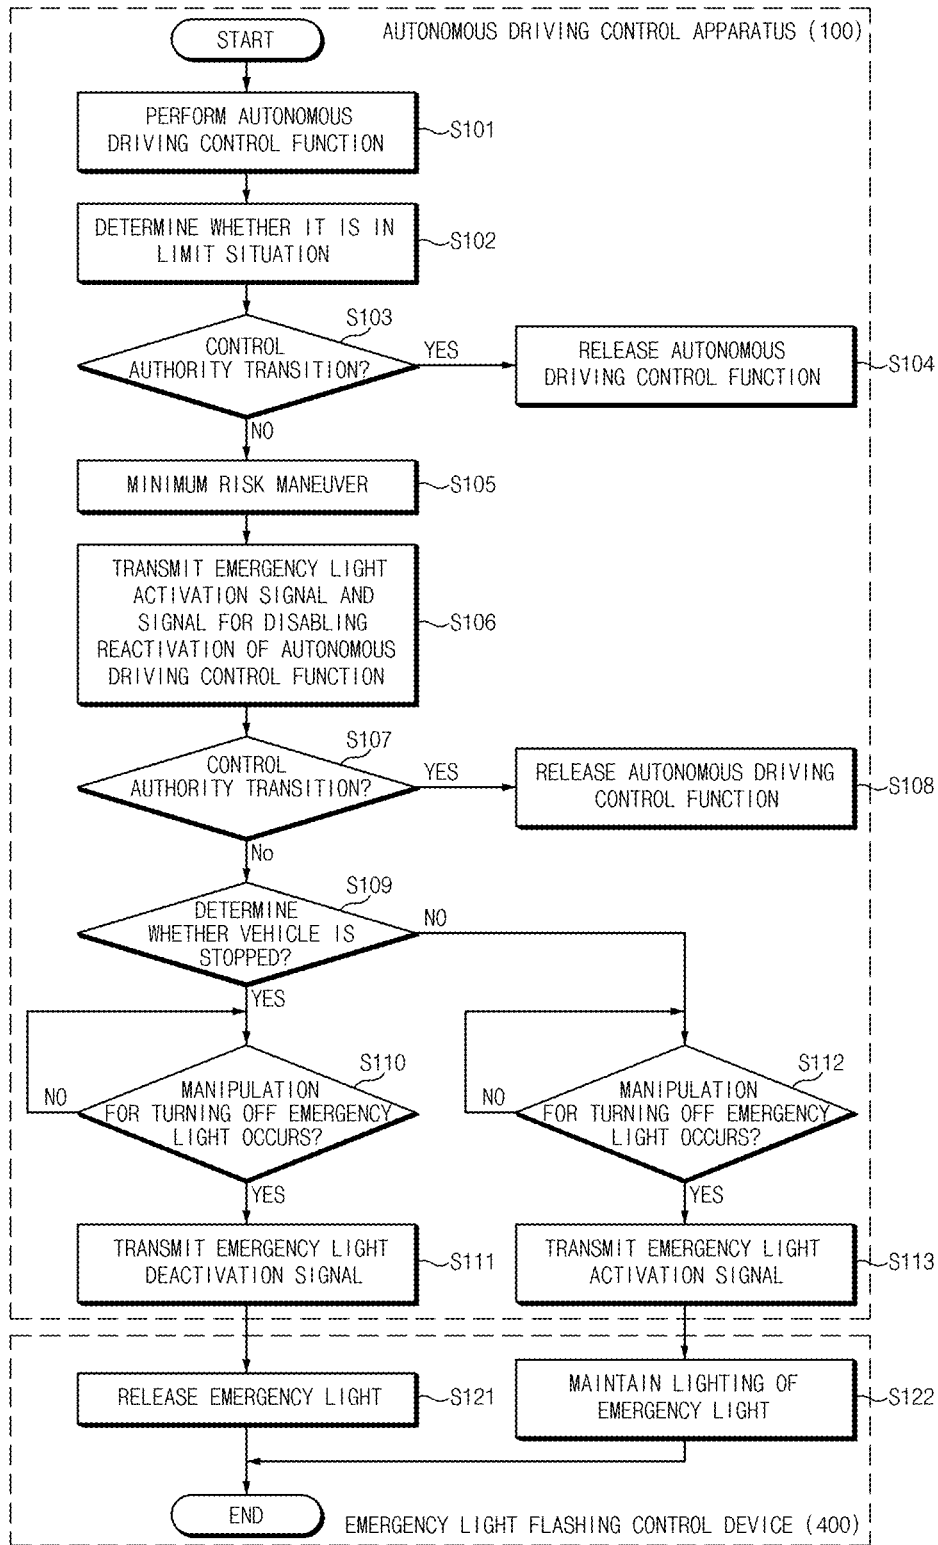 START
AUTONOMOUS DRIVING CONTROL APPARATUS (100)
PERFORM AUTONOMOUS
DRIVING CONTROL FUNCTION
S101
DETERMINE WHETHER IT IS IN
LIMIT SITUATION
S102
S103
CONTROL
AUTHORITY TRANSITION?
YES
RELEASE AUTONOMOUS
DRIVING CONTROL FUNCTION
S104
NO
MINIMUM RISK MANEUVER
S105
TRANSMIT EMERGENCY LIGHT
ACTIVATION SIGNAL AND
SIGNAL FOR DISABLING
REACTIVATION OF AUTONOMOUS
DRIVING CONTROL FUNCTION
S106
S107
CONTROL
AUTHORITY TRANSITION?
YES
RELEASE AUTONOMOUS DRIVING
CONTROL FUNCTION
S108
No
S109
DETERMINE
WHETHER VEHICLE IS
STOPPED?
NO
YES
S110
MANIPULATION
FOR TURNING OFF EMERGENCY
LIGHT OCCURS?
NO
S112
MANIPULATION
FOR TURNING OFF EMERGENCY
LIGHT OCCURS?
NO
YES
YES
TRANSMIT EMERGENCY LIGHT
DEACTIVATION SIGNAL
S111
TRANSMIT EMERGENCY LIGHT
ACTIVATION SIGNAL
S113
RELEASE EMERGENCY LIGHT
S121
MAINTAIN LIGHTING OF
EMERGENCY LIGHT
S122
END
EMERGENCY LIGHT FLASHING CONTROL DEVICE (400)